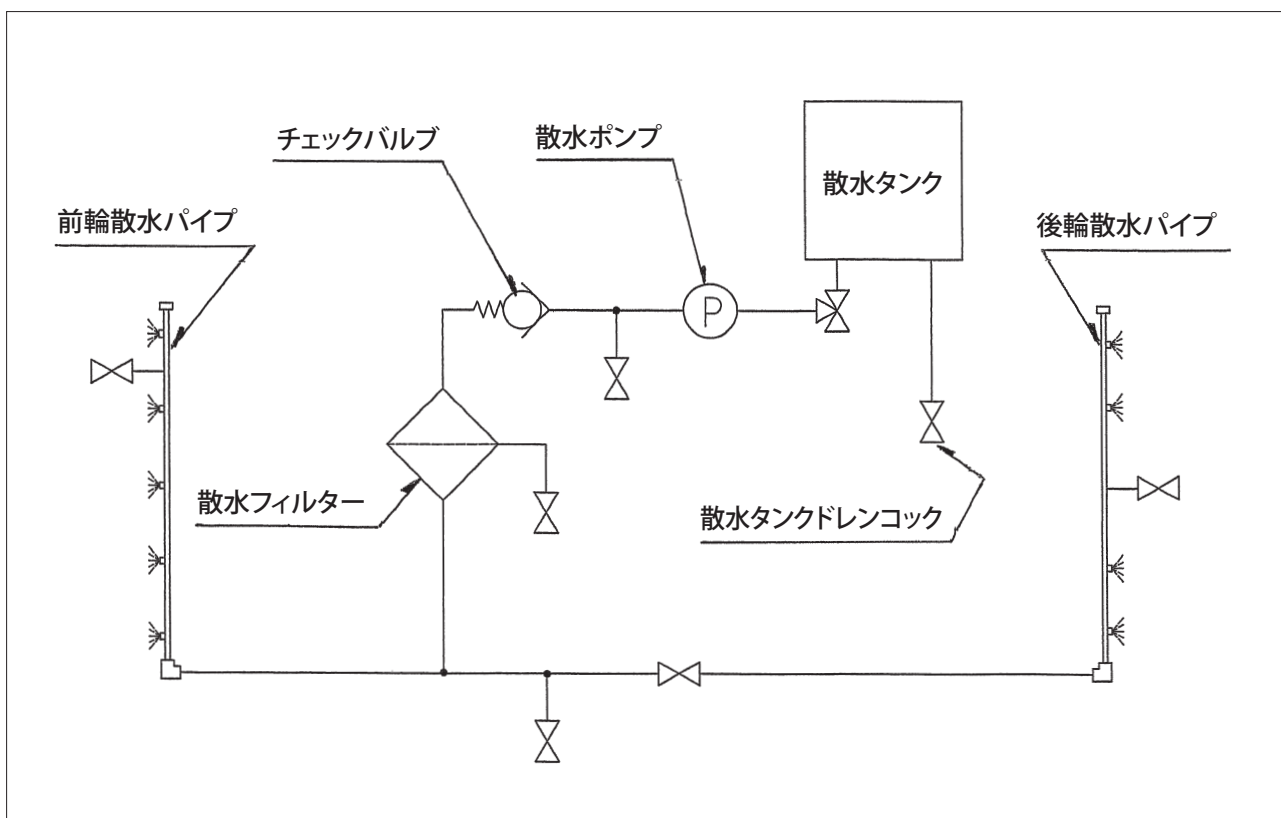 チェックバルブ
散水ポンプ
散水タンク
前輪散水パイプ
後輪散水パイプ
P
散水フィルター
散水タンクドレンコック